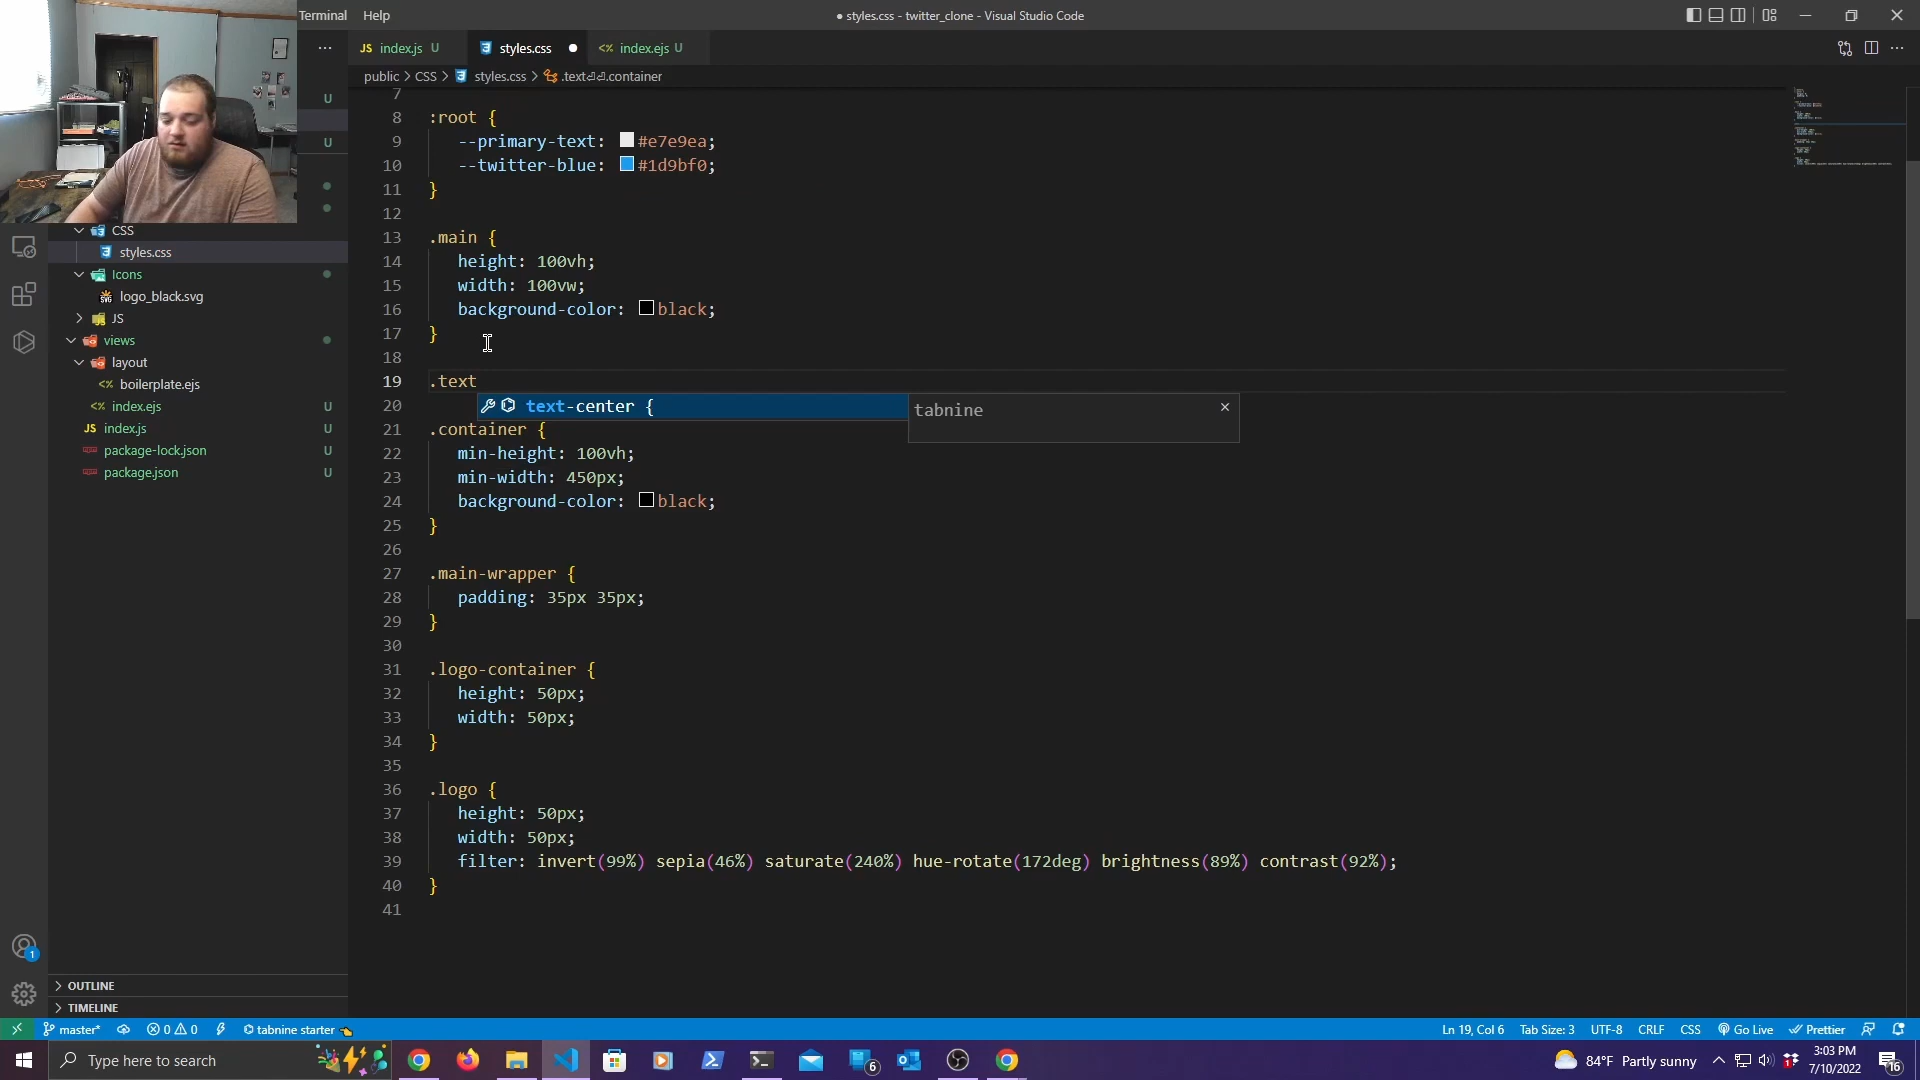 Terminal Help
● styles.css - twitter_clone - Visual Studio Code
JS index.js U
styles.css ●
<%> index.ejs U
public > CSS > styles.css > .text⏎⏎.container
7
8 :root {
9 --primary-text: #e7e9ea;
10 --twitter-blue: #1d9bf0;
11 }
12
13 .main {
14 height: 100vh;
15 width: 100vw;
16 background-color: black;
17 }
18
19 .text
text-center {
tabnine ×
20
21 .container {
22 min-height: 100vh;
23 min-width: 450px;
24 background-color: black;
25 }
26
27 .main-wrapper {
28 padding: 35px 35px;
29 }
30
31 .logo-container {
32 height: 50px;
33 width: 50px;
34 }
35
36 .logo {
37 height: 50px;
38 width: 50px;
39 filter: invert(99%) sepia(46%) saturate(240%) hue-rotate(172deg) brightness(89%) contrast(92%);
40 }
41
U
U
CSS
styles.css
Icons
logo_black.svg
JS
views
layout
<%> boilerplate.ejs
<%> index.ejs U
JS index.js U
package-lock.json U
package.json U
1
OUTLINE
TIMELINE
master* 0 0 tabnine starter
Ln 19, Col 6 Tab Size: 3 UTF-8 CRLF CSS Go Live Prettier
Type here to search
6
84°F Partly sunny
1
3:03 PM
7/10/2022
16